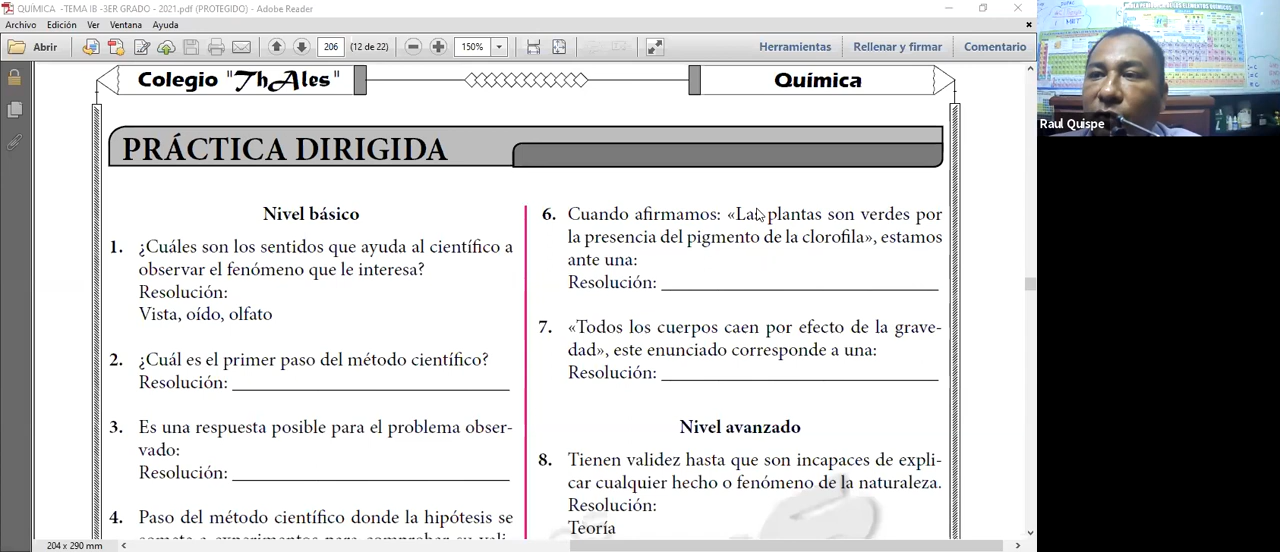 QUÍMICA -TEMA IB -3ER GRADO - 2021.pdf (PROTEGIDO) - Adobe Reader
Archivo Edición Ver Ventana Ayuda
Abrir
206
(12 de 22)
150%
Herramientas
Rellenar y firmar
Comentario
Colegio "ThAles"
Química
PRÁCTICA DIRIGIDA
Nivel básico
1. ¿Cuáles son los sentidos que ayuda al científico a
observar el fenómeno que le interesa?
Resolución:
Vista, oído, olfato
2. ¿Cuál es el primer paso del método científico?
Resolución:
3. Es una respuesta posible para el problema obser-
vado:
Resolución:
4. Paso del método científico donde la hipótesis se
somete a experimentos para comprobar su vali-
6. Cuando afirmamos: «Las plantas son verdes por
la presencia del pigmento de la clorofila», estamos
ante una:
Resolución:
7. «Todos los cuerpos caen por efecto de la grave-
dad», este enunciado corresponde a una:
Resolución:
Nivel avanzado
8. Tienen validez hasta que son incapaces de expli-
car cualquier hecho o fenómeno de la naturaleza.
Resolución:
Teoría
204 x 290 mm
Raul Quispe